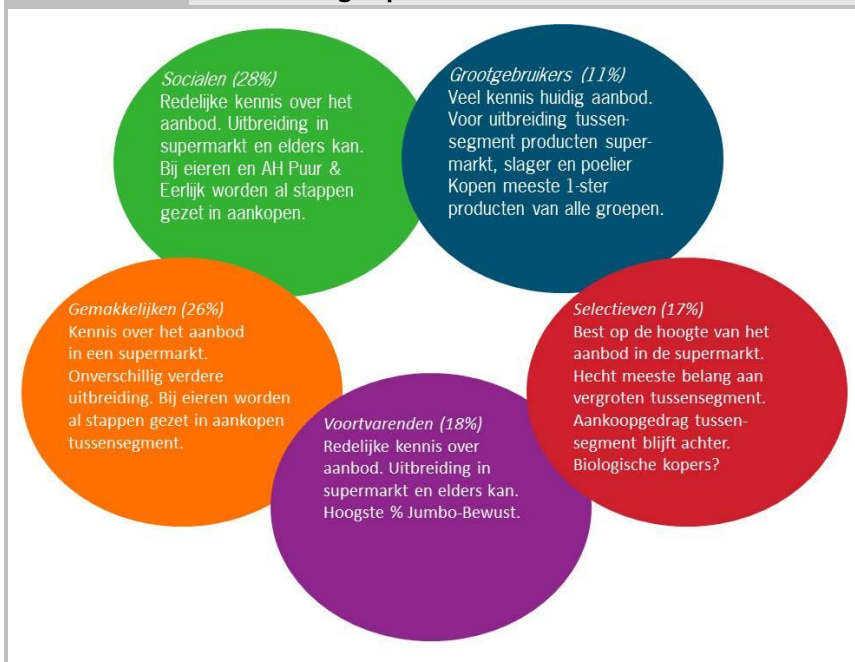 Socialen (28%)
Redelijke kennis over het
aanbod. Uitbreiding in
supermarkt en elders kan.
Bij eieren en AH Puur &
Eerlijk worden al stappen
gezet in aankopen.
Grootgebruikers (11%)
Veel kennis huidig aanbod.
Voor uitbreiding tussen-
segment producten super-
markt, slager en poelier
Kopen meeste 1-ster
producten van alle groepen.
Gemakkelijken (26%)
Kennis over het aanbod
in een supermarkt.
Onverschillig verdere
uitbreiding. Bij eieren worden
al stappen gezet in aankopen
tussensegment.
Voortvarenden (18%)
Redelijke kennis over
aanbod. Uitbreiding in
supermarkt en elders kan.
Hoogste % Jumbo-Bewust.
Selectieven (17%)
Best op de hoogte van het
aanbod in de supermarkt.
Hecht meeste belang aan
vergroten tussensegment.
Aankoopgedrag tussen-
segment blijft achter.
Biologische kopers?